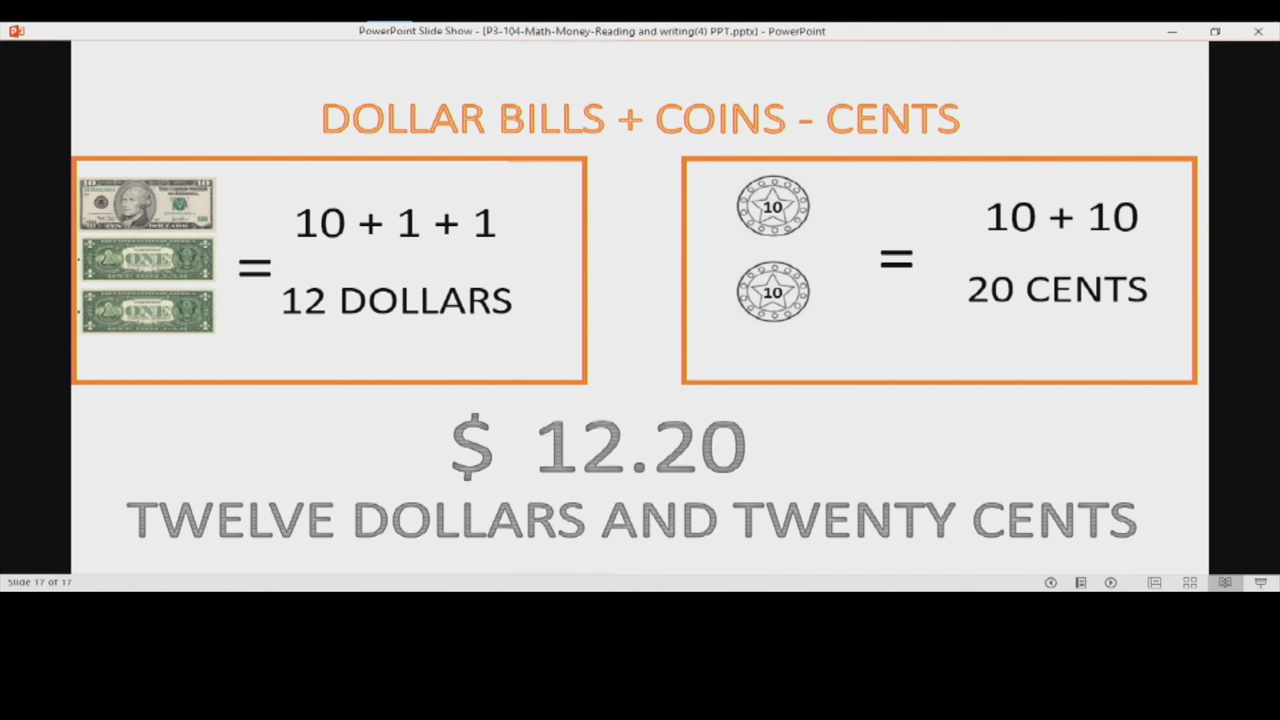 PowerPoint Slide Show - [P3-104-Math-Money-Reading and writing(4) PPT.pptx] - PowerPoint
DOLLAR BILLS + COINS - CENTS
10 + 1 + 1
=
12 DOLLARS
ONE
ONE
10
10
10 + 10
=
20 CENTS
$ 12.20
TWELVE DOLLARS AND TWENTY CENTS
Slide 17 of 17